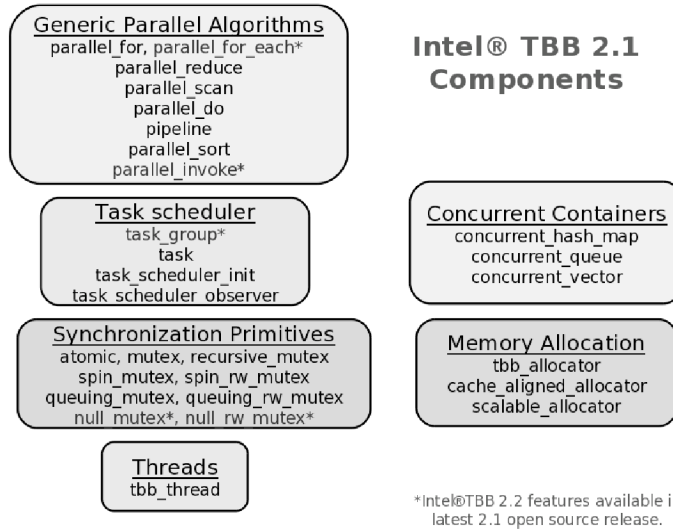 Generic Parallel Algorithms
parallel_for, parallel_for_each*
parallel_reduce
parallel_scan
parallel_do
pipeline
parallel_sort
parallel_invoke*
Intel® TBB 2.1
Components
Task scheduler
task_group*
task
task_scheduler_init
task_scheduler_observer
Concurrent Containers
concurrent_hash_map
concurrent_queue
concurrent_vector
Synchronization Primitives
atomic, mutex, recursive_mutex
spin_mutex, spin_rw_mutex
queuing_mutex, queuing_rw_mutex
null_mutex*, null_rw_mutex*
Memory Allocation
tbb_allocator
cache_aligned_allocator
scalable_allocator
Threads
tbb_thread
*Intel®TBB 2.2 features available i
latest 2.1 open source release.